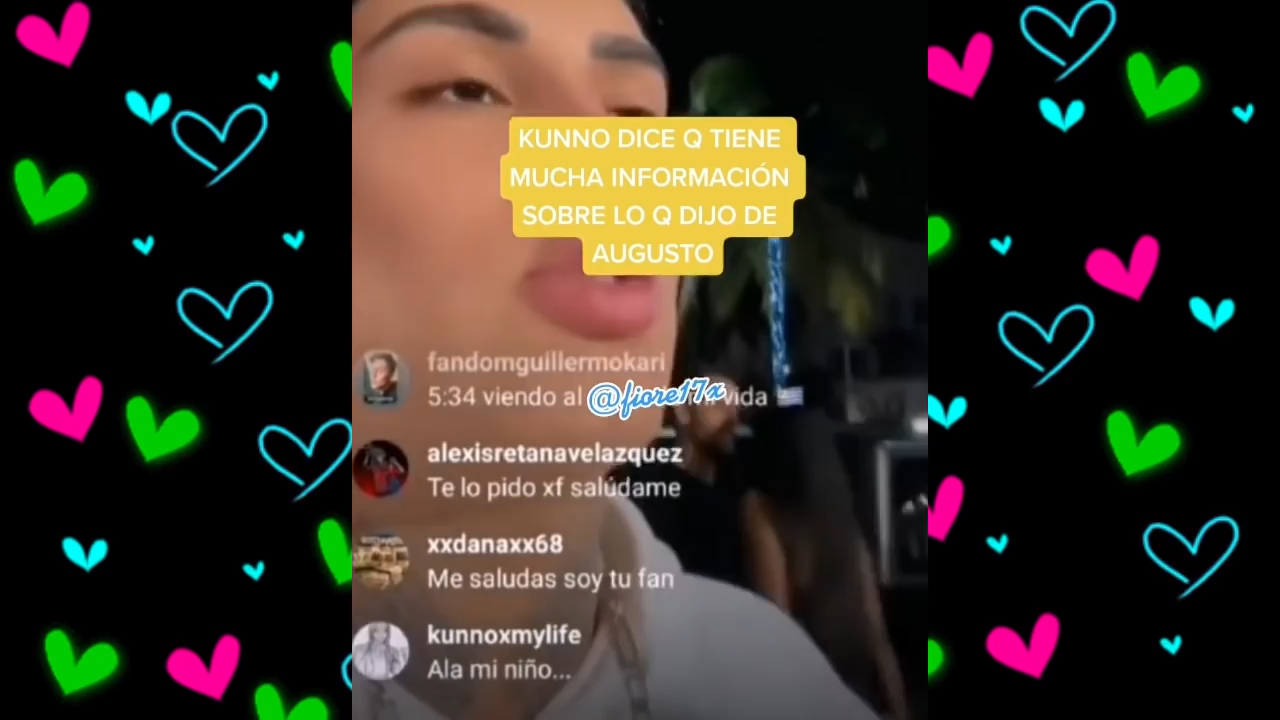 KUNNO DICE Q TIENE
MUCHA INFORMACIÓN
SOBRE LO Q DIJO DE
AUGUSTO
fandomguillermokari
5:34 viendo al @fiore17x vida
alexisretanavelazquez
Te lo pido xf salúdame
xxdanaxx68
Me saludas soy tu fan
kunnoxmylife
Ala mi niño...